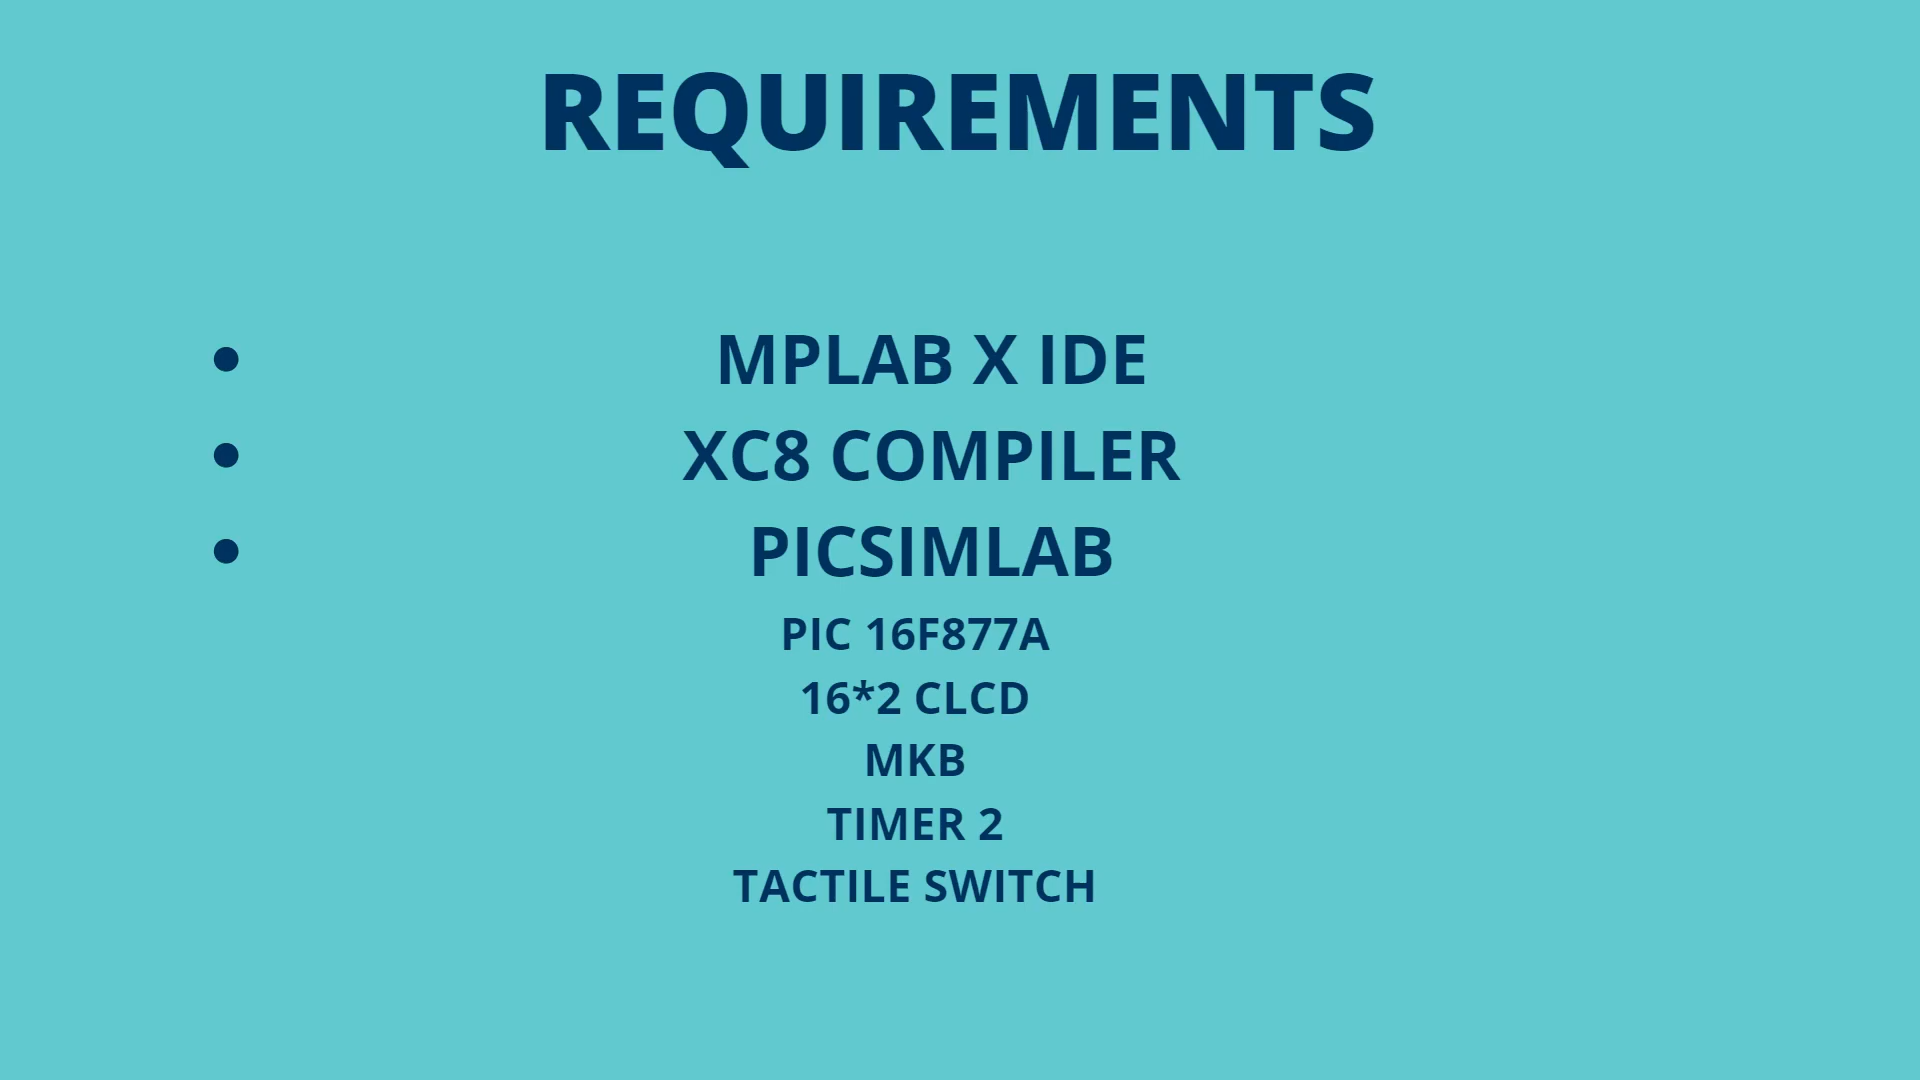 REQUIREMENTS
• MPLAB X IDE
• XC8 COMPILER
• PICSIMLAB
PIC 16F877A
16*2 CLCD
MKB
TIMER 2
TACTILE SWITCH